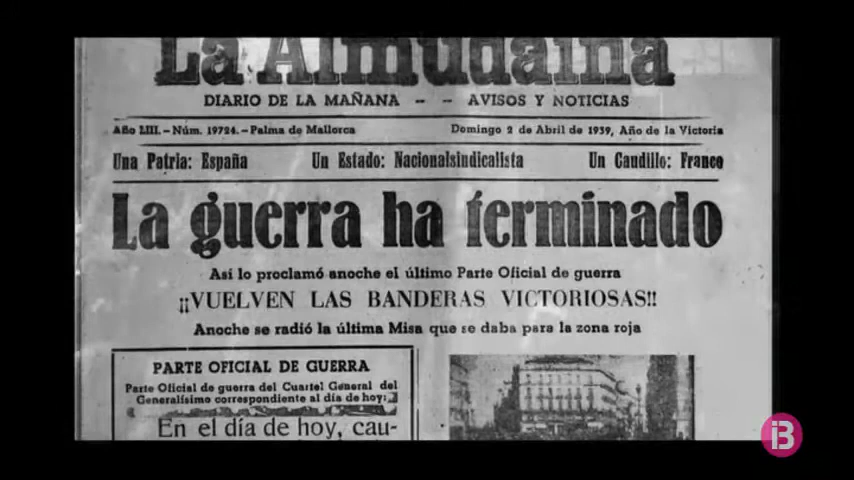 La Almudaina
DIARIO DE LA MAÑANA -- -- AVISOS Y NOTICIAS
Año LIII.-Núm. 19724.-Palma de Mallorca
Domingo 2 de Abril de 1939, Año de la Victoria
Una Patria: España
Un Estado: Nacionalsindicalista
Un Caudillo: Franco
La guerra ha terminado
Asi lo proclamó anoche el último Parte Oficial de guerra
¡¡VUELVEN LAS BANDERAS VICTORIOSAS!!
Anoche se radió la última Misa que se daba para la zona roja
PARTE OFICIAL DE GUERRA
Parte Oficial de guerra del Cuartel General del
Generalísimo correspondiente al día de hoy:
En el día de hoy, cau-
iB